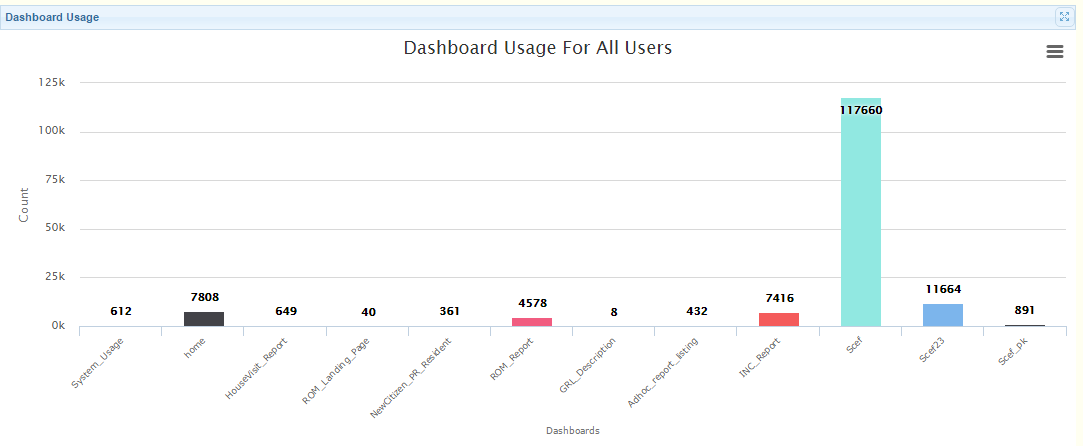 Dashboard Usage
Dashboard Usage For All Users
Count
125k
100k
75k
50k
25k
0k
612
7808
649
40
361
4578
8
432
7416
117660
11664
891
System_Usage
home
HouseVisit_Report
ROM_Landing_Page
NewCitizen_PR_Resident
ROM_Report
GRL_Description
Adhoc_report_listing
INC_Report
Scef
Scef23
Scef_pk
Dashboards